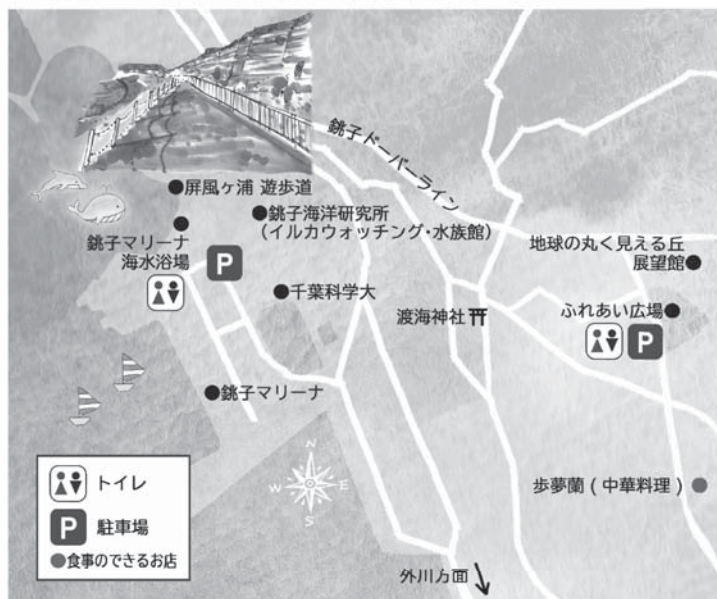 銚子ドーバーライン
屏風ヶ浦 遊歩道
銚子海洋研究所
(イルカウォッチング・水族館)
銚子マリーナ
海水浴場
P
千葉科学大
地球の丸く見える丘
展望館
渡海神社
ふれあい広場
P
銚子マリーナ
N
W
E
S
歩夢蘭 ( 中華料理 )
トイレ
P 駐車場
●食事のできるお店
外川方面